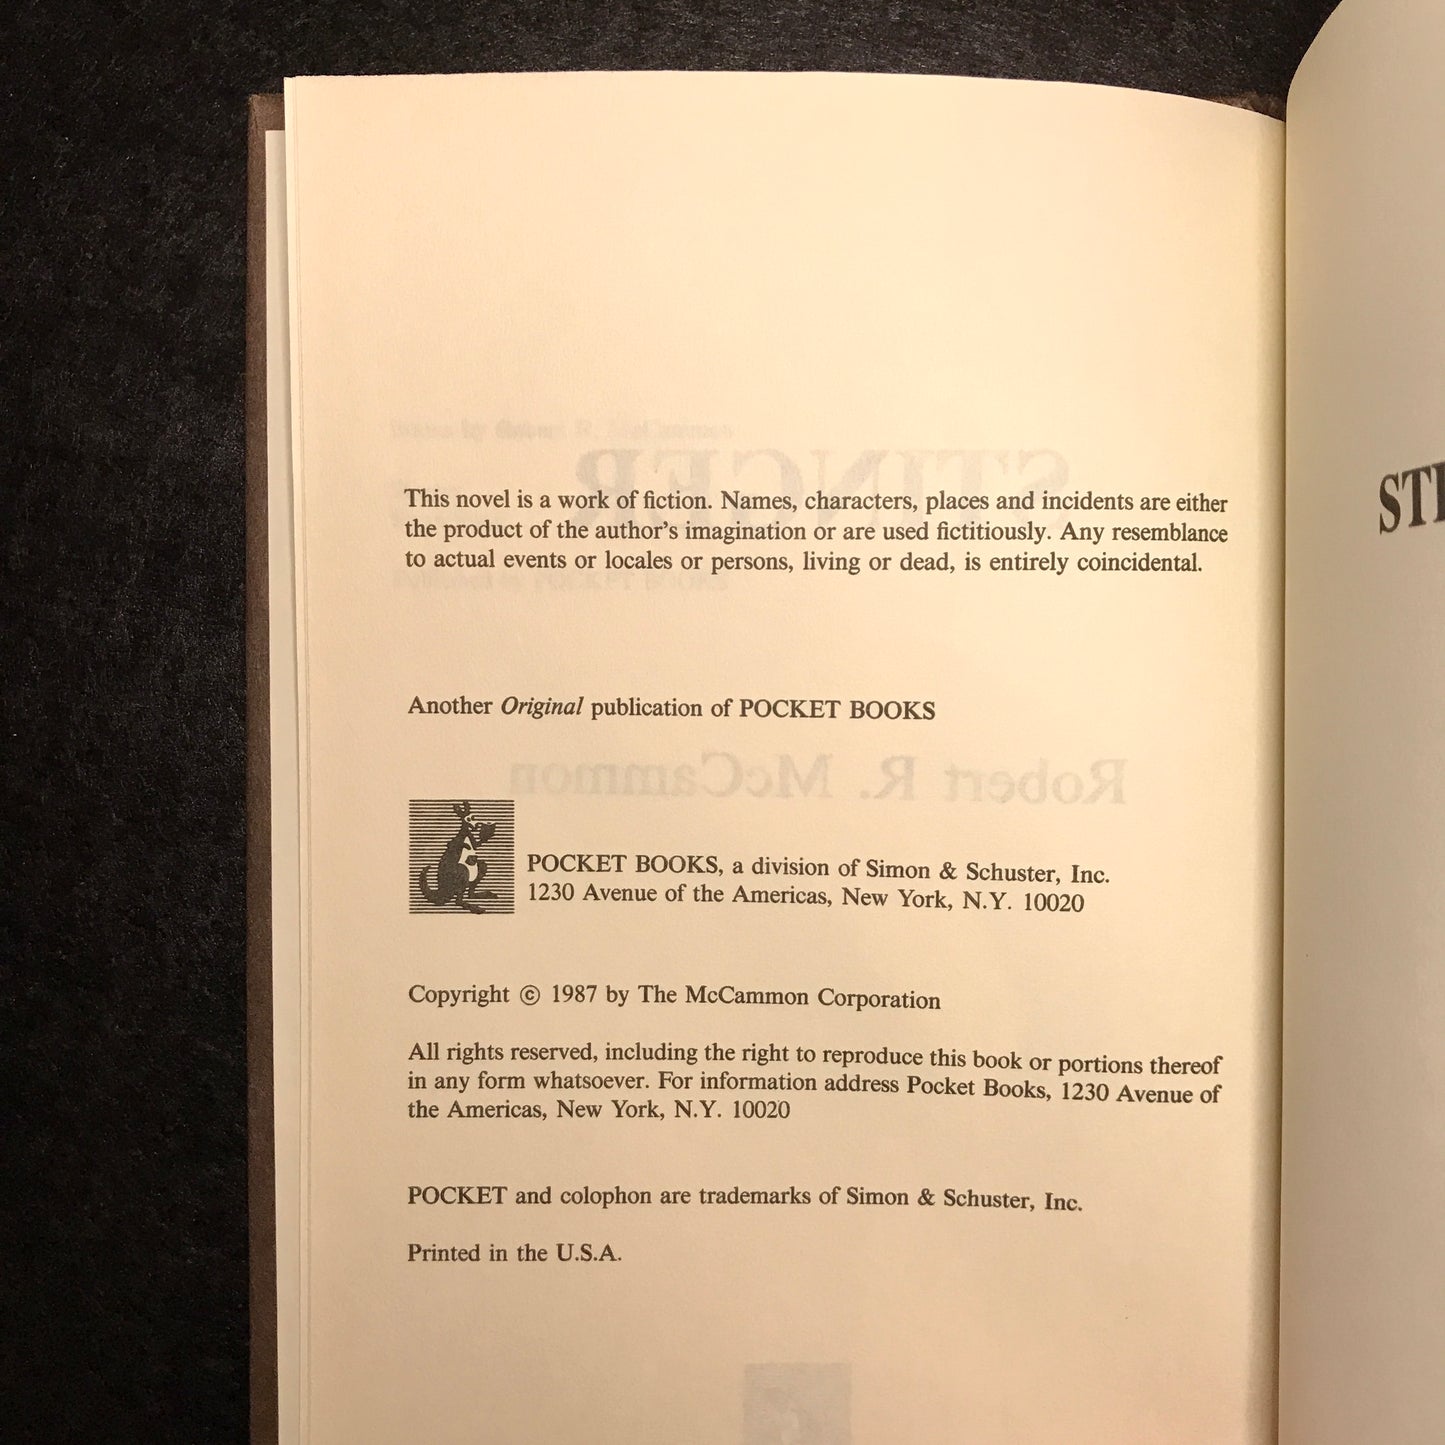 This novel is a work of fiction. Names, characters, places and incidents are either
the product of the author's imagination or are used fictitiously. Any resemblance
to actual events or locales or persons, living or dead, is entirely coincidental.
Another Original publication of POCKET BOOKS
POCKET BOOKS, a division of Simon & Schuster, Inc.
1230 Avenue of the Americas, New York, N.Y. 10020
Copyright © 1987 by The McCammon Corporation
All rights reserved, including the right to reproduce this book or portions thereof
in any form whatsoever. For information address Pocket Books, 1230 Avenue of
the Americas, New York, N.Y. 10020
POCKET and colophon are trademarks of Simon & Schuster, Inc.
Printed in the U.S.A.
STINGER
Robert R. McCammon
STI